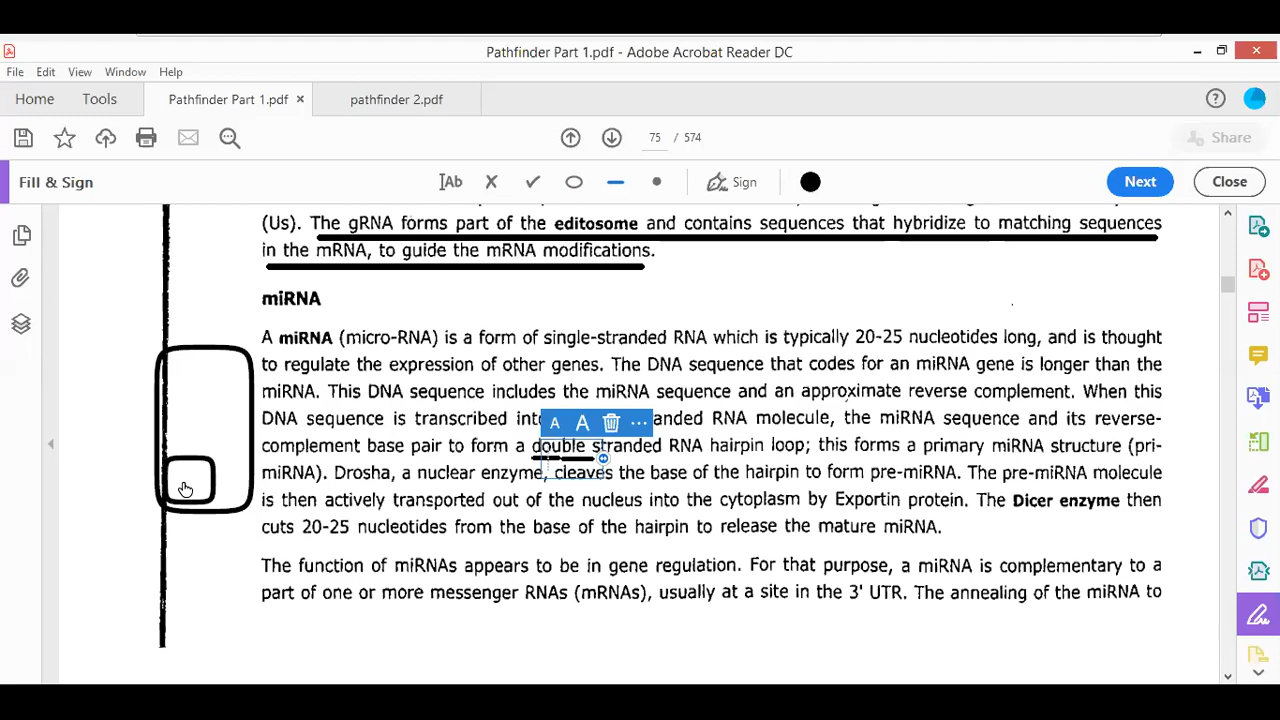 Pathfinder Part 1.pdf - Adobe Acrobat Reader DC
File Edit View Window Help
Home Tools Pathfinder Part 1.pdf × pathfinder 2.pdf
75 / 574 Share
Fill & Sign Ab Sign Next Close
(Us). The gRNA forms part of the editosome and contains sequences that hybridize to matching sequences
in the mRNA, to guide the mRNA modifications.
miRNA
A miRNA (micro-RNA) is a form of single-stranded RNA which is typically 20-25 nucleotides long, and is thought
to regulate the expression of other genes. The DNA sequence that codes for an miRNA gene is longer than the
miRNA. This DNA sequence includes the miRNA sequence and an approximate reverse complement. When this
DNA sequence is transcribed into A A anded RNA molecule, the miRNA sequence and its reverse-
complement base pair to form a double stranded RNA hairpin loop; this forms a primary miRNA structure (pri-
miRNA). Drosha, a nuclear enzyme, cleaves the base of the hairpin to form pre-miRNA. The pre-miRNA molecule
is then actively transported out of the nucleus into the cytoplasm by Exportin protein. The Dicer enzyme then
cuts 20-25 nucleotides from the base of the hairpin to release the mature miRNA.
The function of miRNAs appears to be in gene regulation. For that purpose, a miRNA is complementary to a
part of one or more messenger RNAs (mRNAs), usually at a site in the 3' UTR. The annealing of the miRNA to